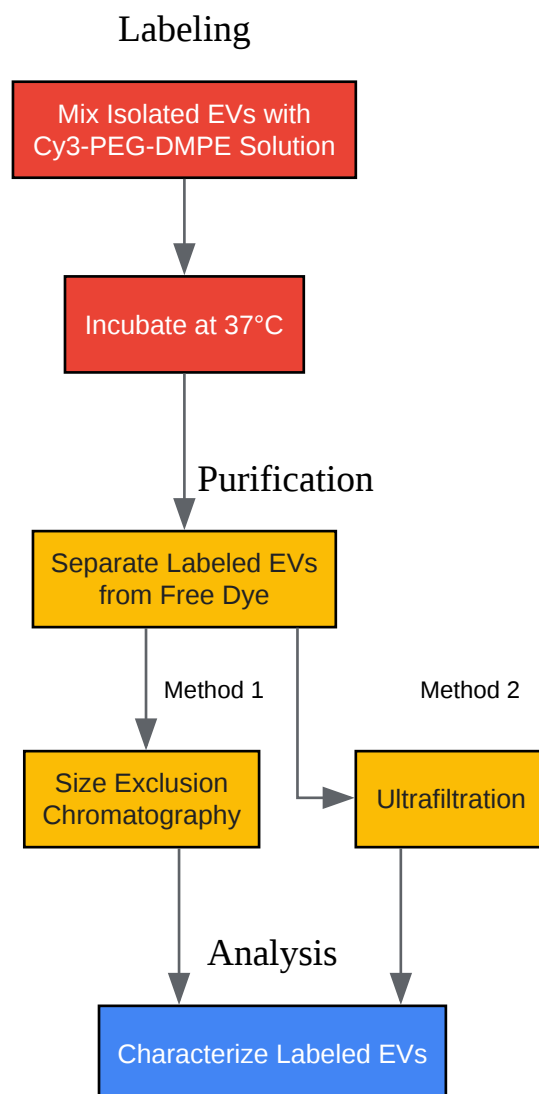 Labeling
Mix Isolated EVs with
Cy3-PEG-DMPE Solution
Incubate at 37°C
Purification
Separate Labeled EVs
from Free Dye
Method 1
Method 2
Size Exclusion
Chromatography
Ultrafiltration
Analysis
Characterize Labeled EVs